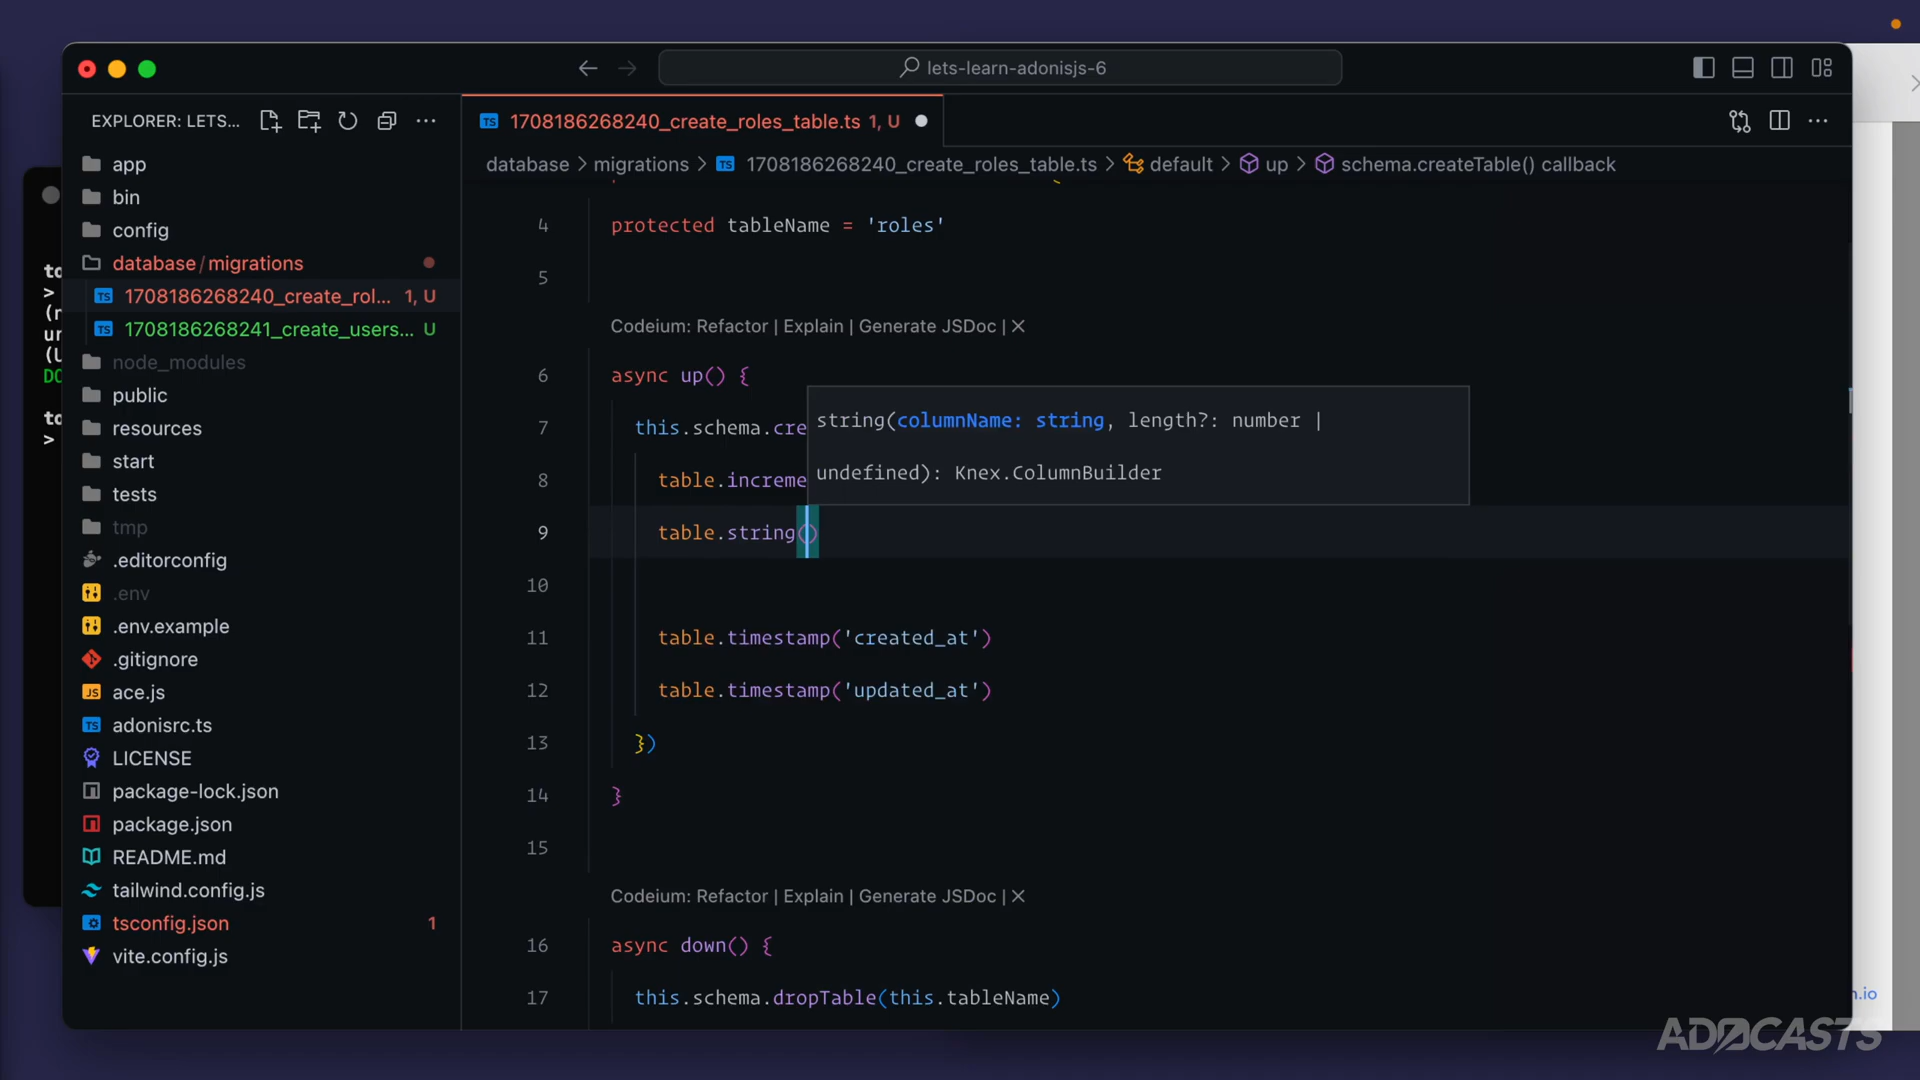 lets-learn-adonisjs-6
EXPLORER: LETS...
1708186268240_create_roles_table.ts 1, U
database > migrations > 1708186268240_create_roles_table.ts > default > up > schema.createTable() callback
app
bin
config
database/migrations
1708186268240_create_rol... 1, U
1708186268241_create_users... U
node_modules
public
resources
start
tests
tmp
.editorconfig
.env
.env.example
.gitignore
ace.js
adonisrc.ts
LICENSE
package-lock.json
package.json
README.md
tailwind.config.js
tsconfig.json 1
vite.config.js
4 protected tableName = 'roles'
5
Codeium: Refactor | Explain | Generate JSDoc | ✕
6 async up() {
string(columnName: string, length?: number |
undefined): Knex.ColumnBuilder
7 this.schema.cre
8 table.increme
9 table.string()
10
11 table.timestamp('created_at')
12 table.timestamp('updated_at')
13 })
14 }
15
Codeium: Refactor | Explain | Generate JSDoc | ✕
16 async down() {
17 this.schema.dropTable(this.tableName)
ADOCASTS